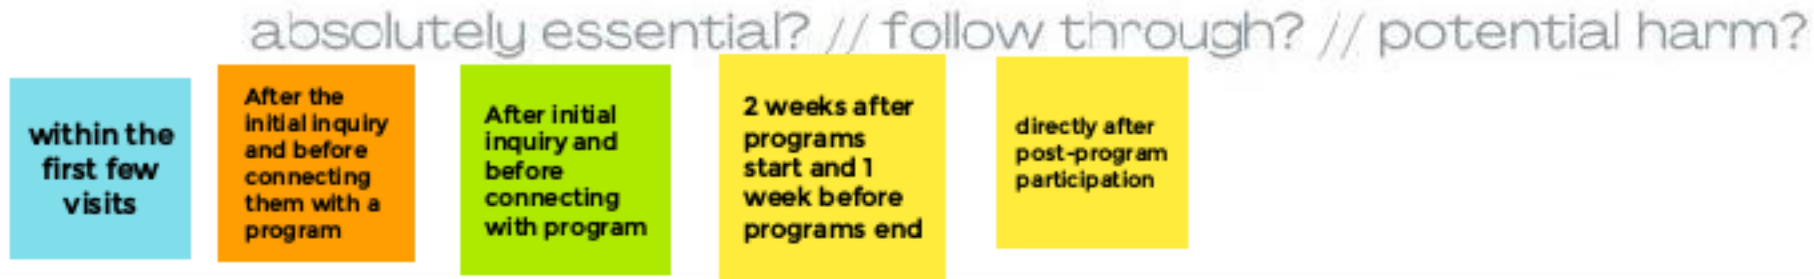 absolutely essential? // follow through? // potential harm?
within the
first few
visits
After the
initial inquiry
and before
connecting
them with a
program
After initial
inquiry and
before
connecting
with program
2 weeks after
programs
start and 1
week before
programs end
directly after
post-program
participation